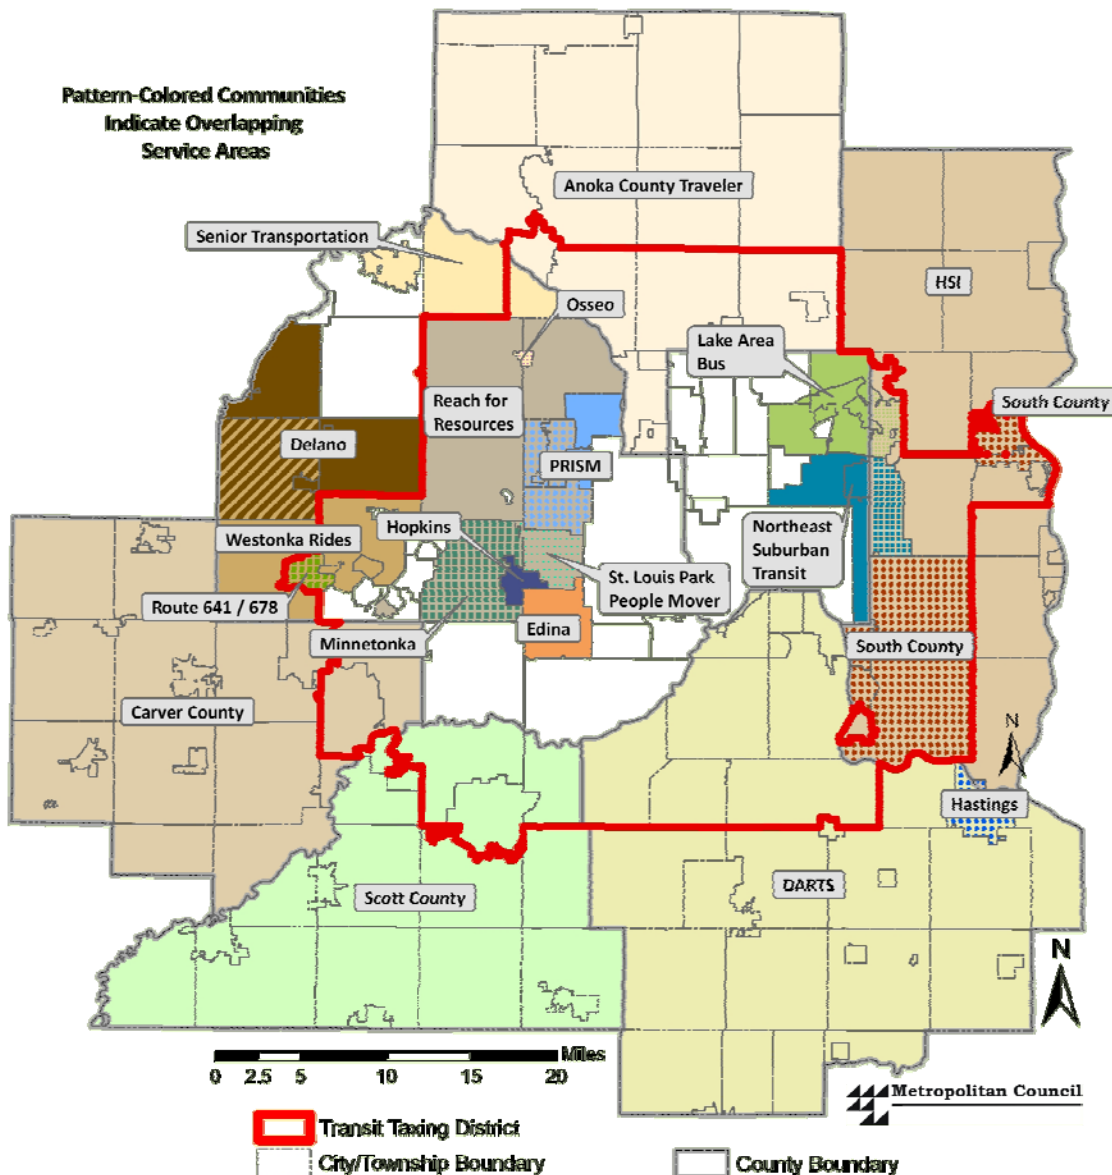 Pattern-Colored Communities
Indicate Overlapping
Service Areas
Anoka County Traveler
Senior Transportation
HSI
Osseo
Lake Area
Bus
Reach for
Resources
South County
Delano
PRISM
Hopkins
Westonka Rides
Northeast
Suburban
Transit
St. Louis Park
People Mover
Route 641 / 678
Edina
Minnetonka
South County
Carver County
N
Hastings
DARTS
Scott County
N
Miles
0 2.5 5 10 15 20
Metropolitan Council
Transit Taxing District
City/Township Boundary
County Boundary